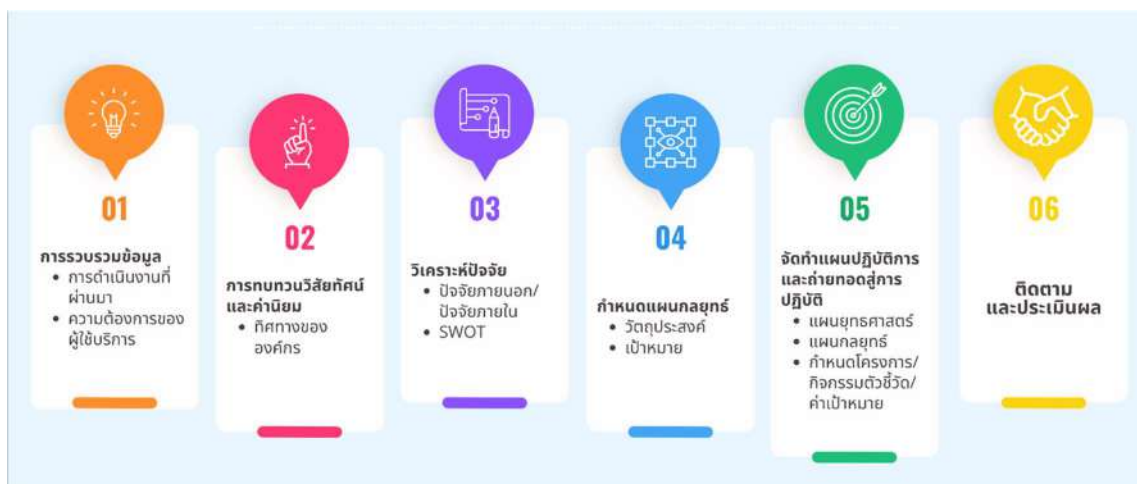 01
การรวบรวมข้อมูล
• การดำเนินงานที่
ผ่านมา
• ความต้องการของ
ผู้ใช้บริการ
02
การทบทวนวิสัยทัศน์
และค่านิยม
• ทิศทางของ
องค์กร
03
วิเคราะห์ปัจจัย
• ปัจจัยภายนอก/
ปัจจัยภายใน
• SWOT
04
กำหนดแผนกลยุทธ์
• วัตถุประสงค์
• เป้าหมาย
05
จัดทำแผนปฏิบัติการ
และถ่ายทอดสู่การ
ปฏิบัติ
• แผนยุทธศาสตร์
• แผนกลยุทธ์
• กำหนดโครงการ/
กิจกรรมตัวชี้วัด/
ค่าเป้าหมาย
06
ติดตาม
และประเมินผล